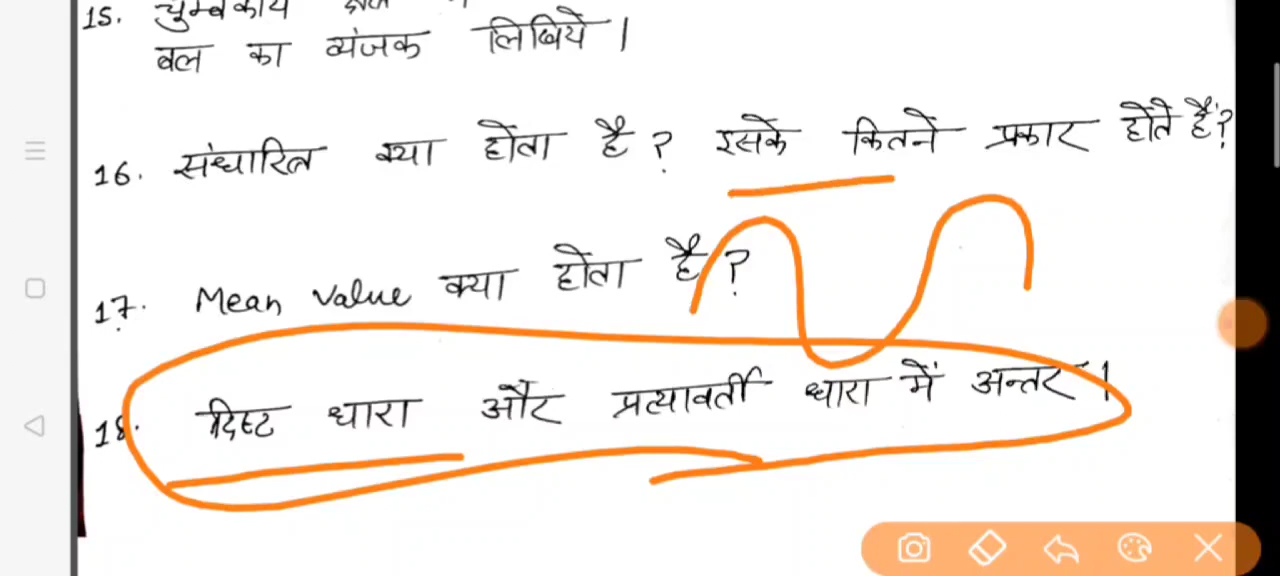 15. चुम्बकीय
बल का व्यंजक लिखिये।
16. संधारित्र क्या होता है? इसके कितने प्रकार होते हैं?
17. Mean Value क्या होता है?
18. दिष्ट धारा और प्रत्यावर्ती धारा में अन्तर।